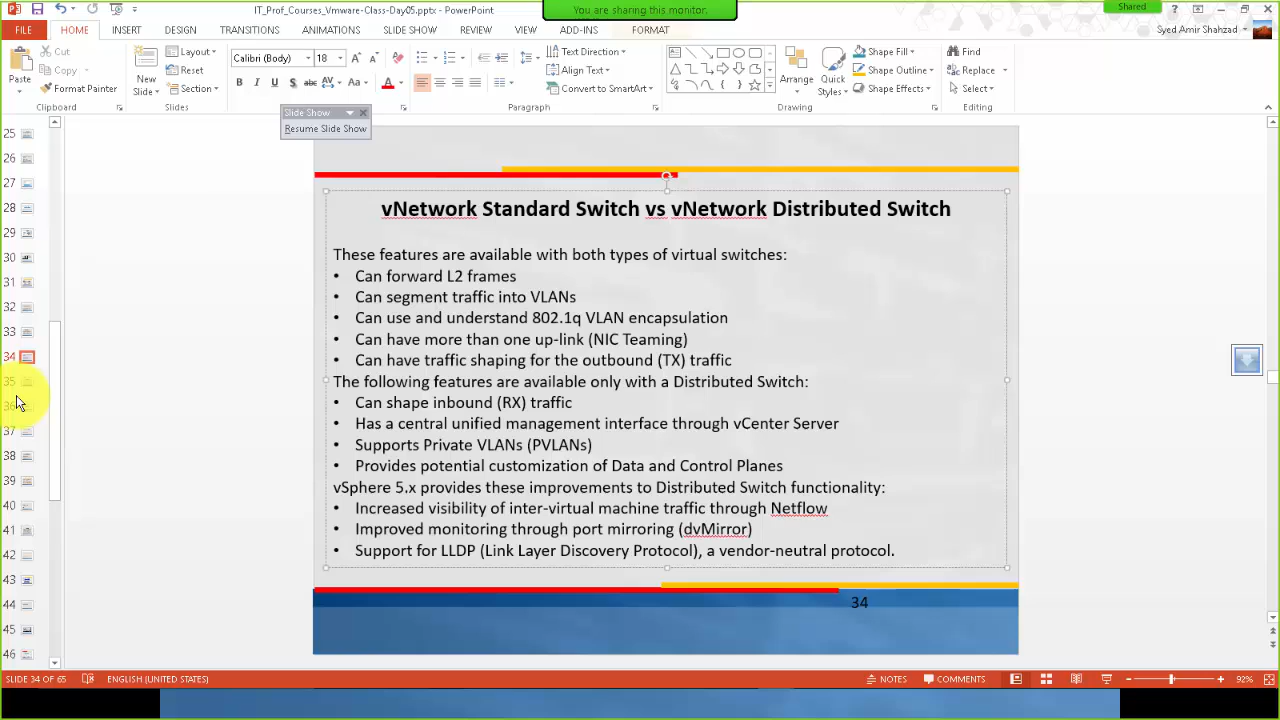 IT_Prof_Courses_Vmware-Class-Day05.pptx - PowerPoint
You are sharing this monitor.
Shared
FILE HOME INSERT DESIGN TRANSITIONS ANIMATIONS SLIDE SHOW REVIEW VIEW ADD-INS FORMAT
Syed Amir Shahzad
Paste
Cut
Copy
Format Painter
Clipboard
New
Slide
Layout
Reset
Section
Slides
Calibri (Body) 18
Paragraph
Text Direction
Align Text
Convert to SmartArt
Arrange
Quick
Styles
Shape Fill
Shape Outline
Shape Effects
Drawing
Find
Replace
Select
Editing
Slide Show
Resume Slide Show
25
26
27
28
29
30
31
32
33
34
35
36
37
38
39
40
41
42
43
44
45
46
vNetwork Standard Switch vs vNetwork Distributed Switch
These features are available with both types of virtual switches:
• Can forward L2 frames
• Can segment traffic into VLANs
• Can use and understand 802.1q VLAN encapsulation
• Can have more than one up-link (NIC Teaming)
• Can have traffic shaping for the outbound (TX) traffic
The following features are available only with a Distributed Switch:
• Can shape inbound (RX) traffic
• Has a central unified management interface through vCenter Server
• Supports Private VLANs (PVLANs)
• Provides potential customization of Data and Control Planes
vSphere 5.x provides these improvements to Distributed Switch functionality:
• Increased visibility of inter-virtual machine traffic through Netflow
• Improved monitoring through port mirroring (dvMirror)
• Support for LLDP (Link Layer Discovery Protocol), a vendor-neutral protocol.
34
SLIDE 34 OF 65 ENGLISH (UNITED STATES) NOTES COMMENTS 92%